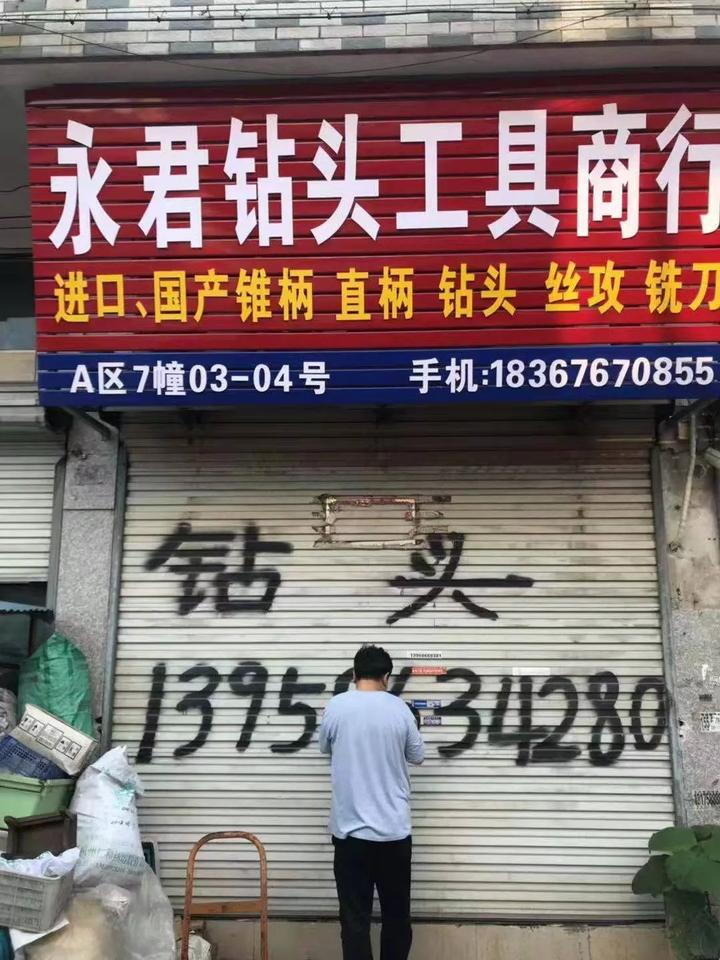 永君钻头工具商行
进口、国产锥柄 直柄 钻头 丝攻 铣刀
A区7幢03-04号 手机:18367670855
钻头